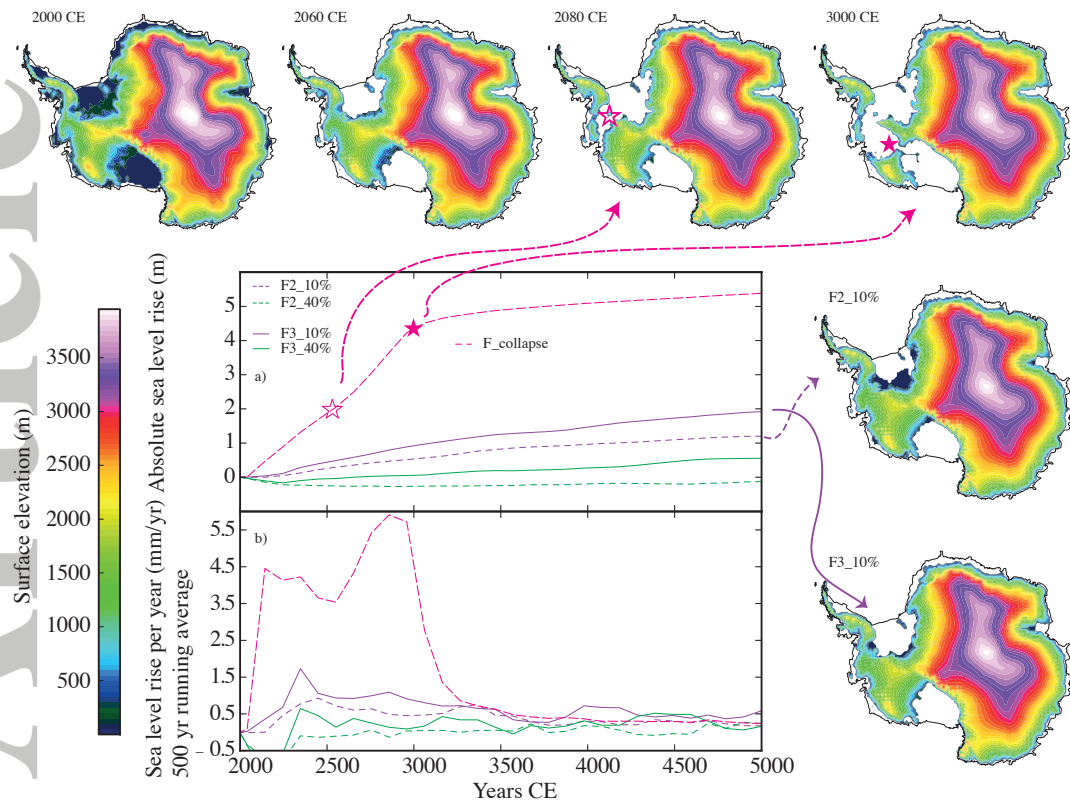 2000 CE
2060 CE
2080 CE
3000 CE
Surface elevation (m)
3500
3000
2500
2000
1500
1000
500
Absolute sea level rise (m)
5
4
3
2
1
0
F2_10%
F2_40%
F3_10%
F3_40%
F_collapse
a)
Sea level rise per year (mm/yr)
500 yr running average
5.5
4.5
3.5
2.5
1.5
0.5
–0.5
b)
2000
2500
3000
3500
4000
4500
5000
Years CE
F2_10%
F3_10%